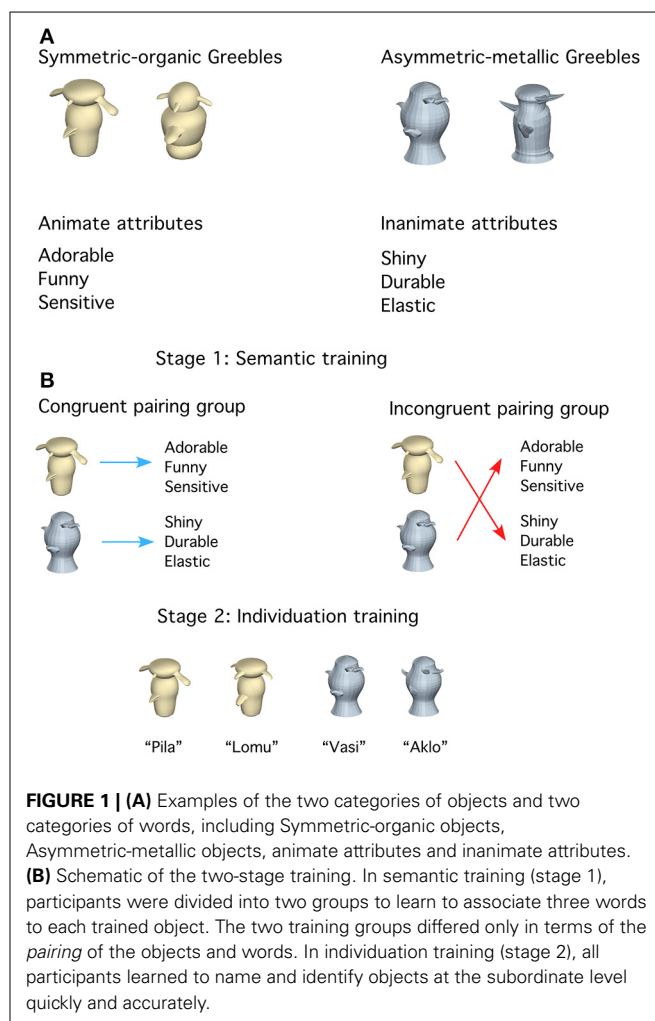 A
Symmetric-organic Greebles
Asymmetric-metallic Greebles
Animate attributes
Adorable
Funny
Sensitive
Inanimate attributes
Shiny
Durable
Elastic
Stage 1: Semantic training
B
Congruent pairing group
Adorable
Funny
Sensitive
Shiny
Durable
Elastic
Incongruent pairing group
Adorable
Funny
Sensitive
Shiny
Durable
Elastic
Stage 2: Individuation training
“Pila” “Lomu” “Vasi” “Aklo”
FIGURE 1 | (A) Examples of the two categories of objects and two
categories of words, including Symmetric-organic objects,
Asymmetric-metallic objects, animate attributes and inanimate attributes.
(B) Schematic of the two-stage training. In semantic training (stage 1),
participants were divided into two groups to learn to associate three words
to each trained object. The two training groups differed only in terms of the
pairing of the objects and words. In individuation training (stage 2), all
participants learned to name and identify objects at the subordinate level
quickly and accurately.